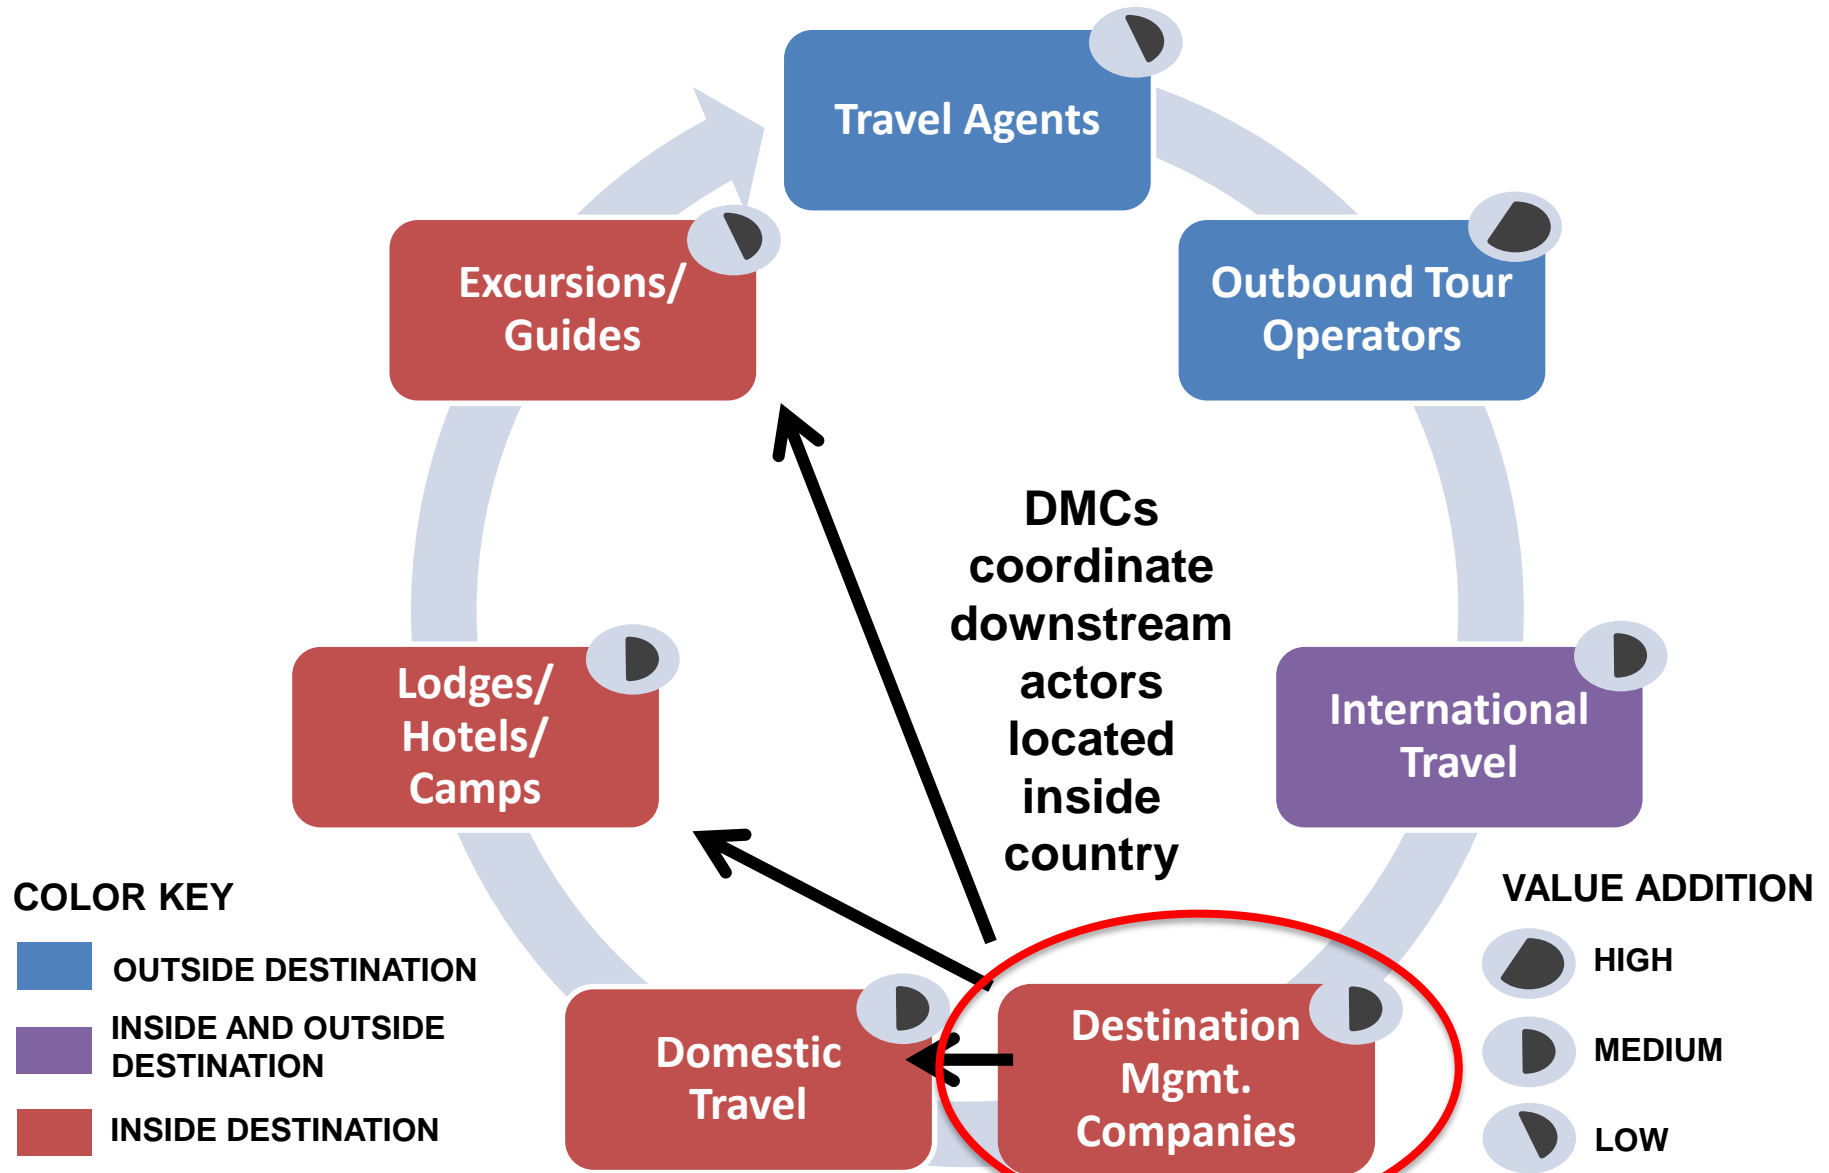 Travel Agents
Outbound Tour
Operators
Excursions/
Guides
DMCs
coordinate
downstream
actors
located
inside
country
International
Travel
Lodges/
Hotels/
Camps
Destination
Mgmt.
Companies
Domestic
Travel
COLOR KEY
OUTSIDE DESTINATION
INSIDE AND OUTSIDE
DESTINATION
INSIDE DESTINATION
VALUE ADDITION
HIGH
MEDIUM
LOW